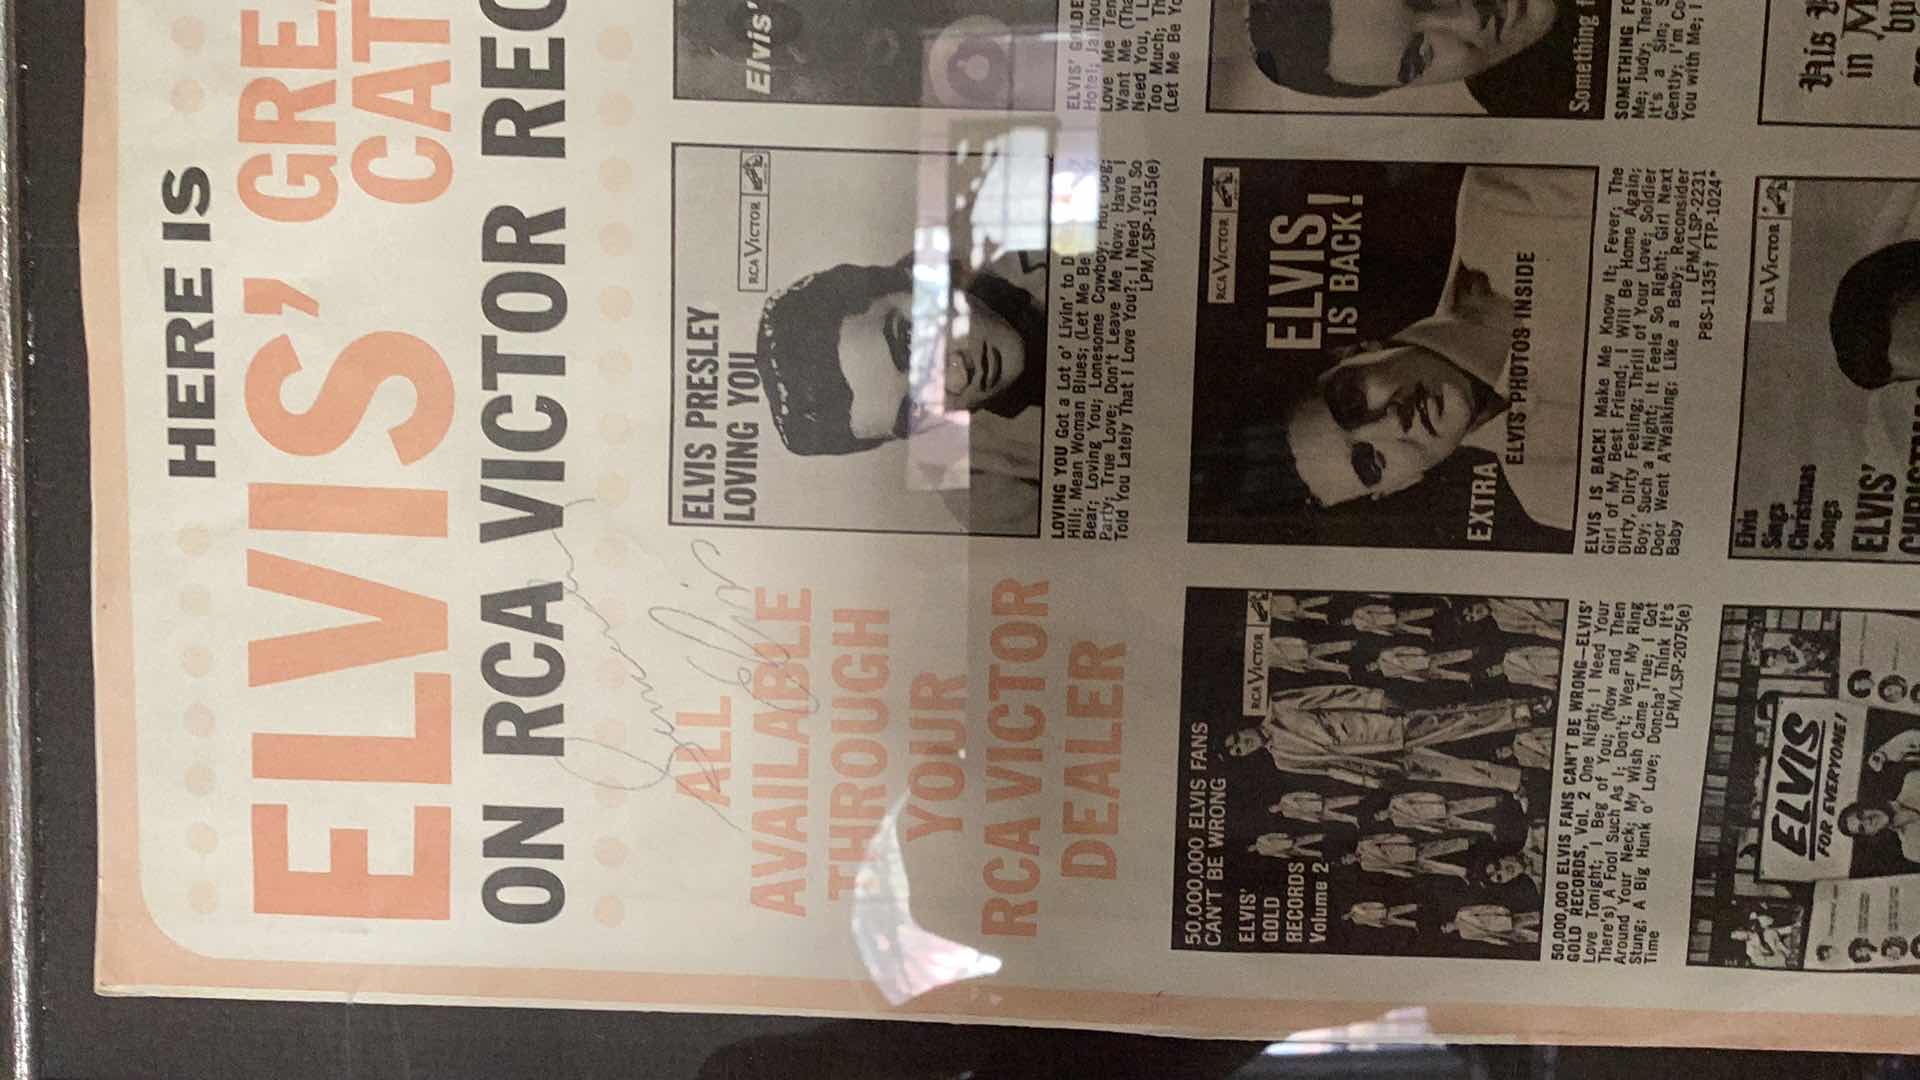 HERE IS
ELVIS' GREA
CAT
ON RCA VICTOR REC
ALL
AVAILABLE
THROUGH
YOUR
RCA VICTOR
DEALER
ELVIS PRESLEY
LOVING YOU
RCA VICTOR
LOVING YOU Got a Lot o' Livin' to D
Hill; Mean Woman Blues; (Let Me Be
Bear; Loving You; Lonesome Cowboy; Hot Dog;
Party; True Love; Don't Leave Me Now; Have I
Told You Lately That I Love You?; I Need You So
LPM/LSP-1515(e)
Elvis'
ELVIS' GOLDE
Hotel; Jailhou
Love Me Ten
Want Me (Tha
Need You, I L
Too Much; Th
(Let Me Be Yo
50,000,000 ELVIS FANS
CAN'T BE WRONG
RCA VICTOR
ELVIS'
GOLD
RECORDS
Volume 2
50,000,000 ELVIS FANS CAN'T BE WRONG—ELVIS'
GOLD RECORDS, Vol. 2 One Night; I Need Your
Love Tonight; I Beg of You; (Now and Then
There's) A Fool Such As I; Don't; Wear My Ring
Around Your Neck; My Wish Came True; I Got
Stung; A Big Hunk o' Love; Doncha' Think It's
Time
LPM/LSP-2075(e)
RCA VICTOR
ELVIS
IS BACK!
EXTRA
ELVIS PHOTOS INSIDE
ELVIS IS BACK! Make Me Know It; Fever; The
Girl of My Best Friend; I Will Be Home Again;
Dirty, Dirty Feeling; Thrill of Your Love; Soldier
Boy; Such a Night; It Feels So Right; Girl Next
Door Went A'Walking; Like a Baby; Reconsider
Baby
LPM/LSP-2231
P8S-1135† FTP-1024*
Something f
SOMETHING FO
Me; Judy; Ther
It's a Sin; S
Gently; I'm Co
You with Me; I
ELVIS
FOR EVERYONE!
RCA VICTOR
Elvis
Sings
Christmas
Songs
ELVIS'
His
in M